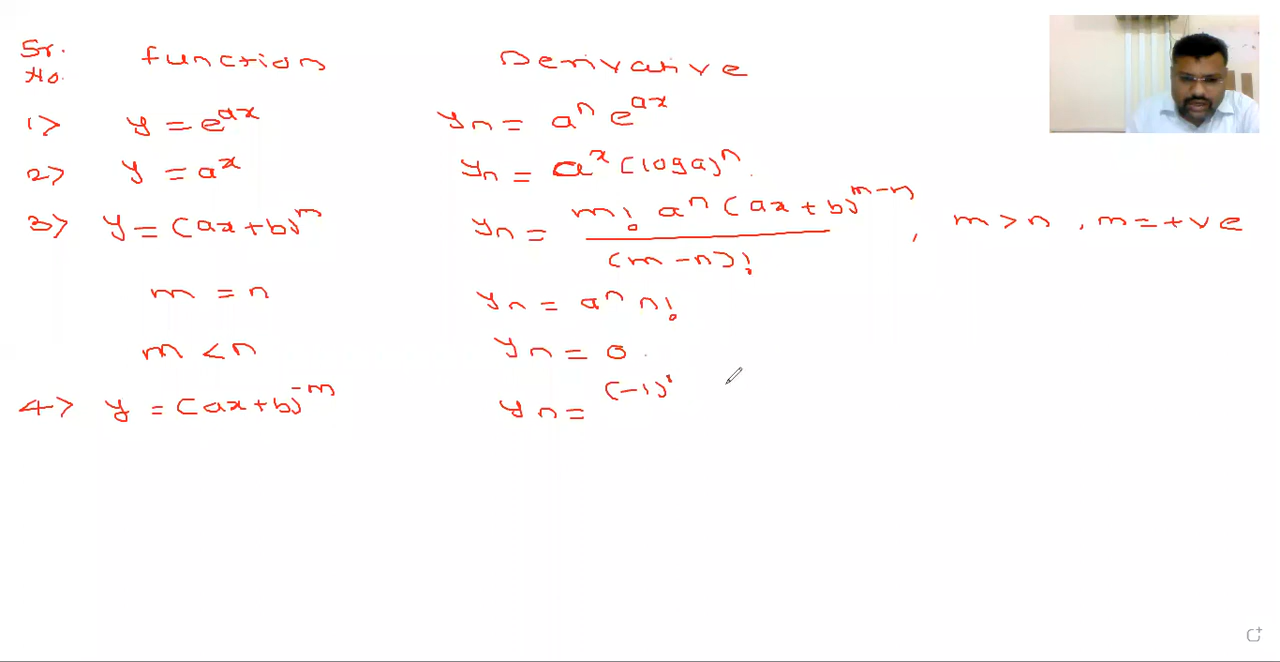 Sr. No. function Derivative
1) y = e^{ax} y_n = a^n e^{ax}
2) y = a^x y_n = a^x (log a)^n.
3) y = (ax + b)^m y_n = \frac{m! a^n (ax + b)^{m-n}}{(m - n)!}, m > n, m = +ve
m = n y_n = a^n n!
m < n y_n = 0.
4) y = (ax + b)^{-m} y_n = (-1)